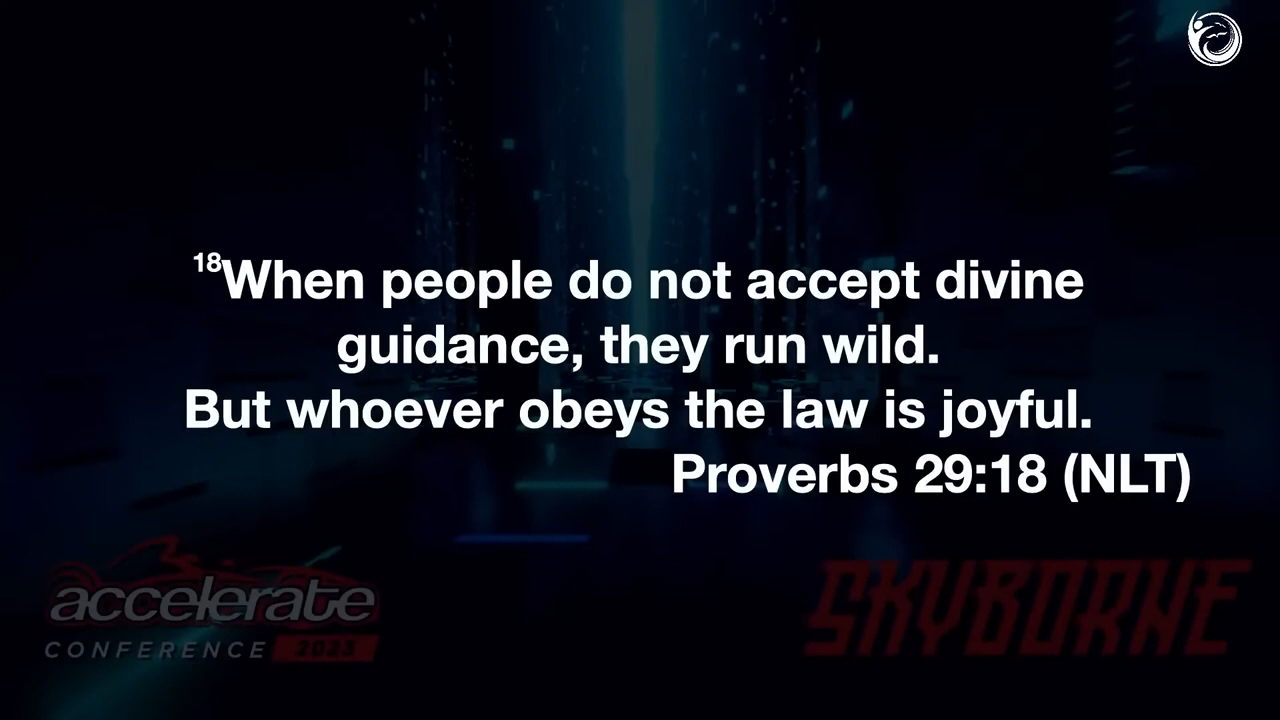 18When people do not accept divine
guidance, they run wild.
But whoever obeys the law is joyful.
Proverbs 29:18 (NLT)
accelerate
CONFERENCE 2023
SKYBORNE